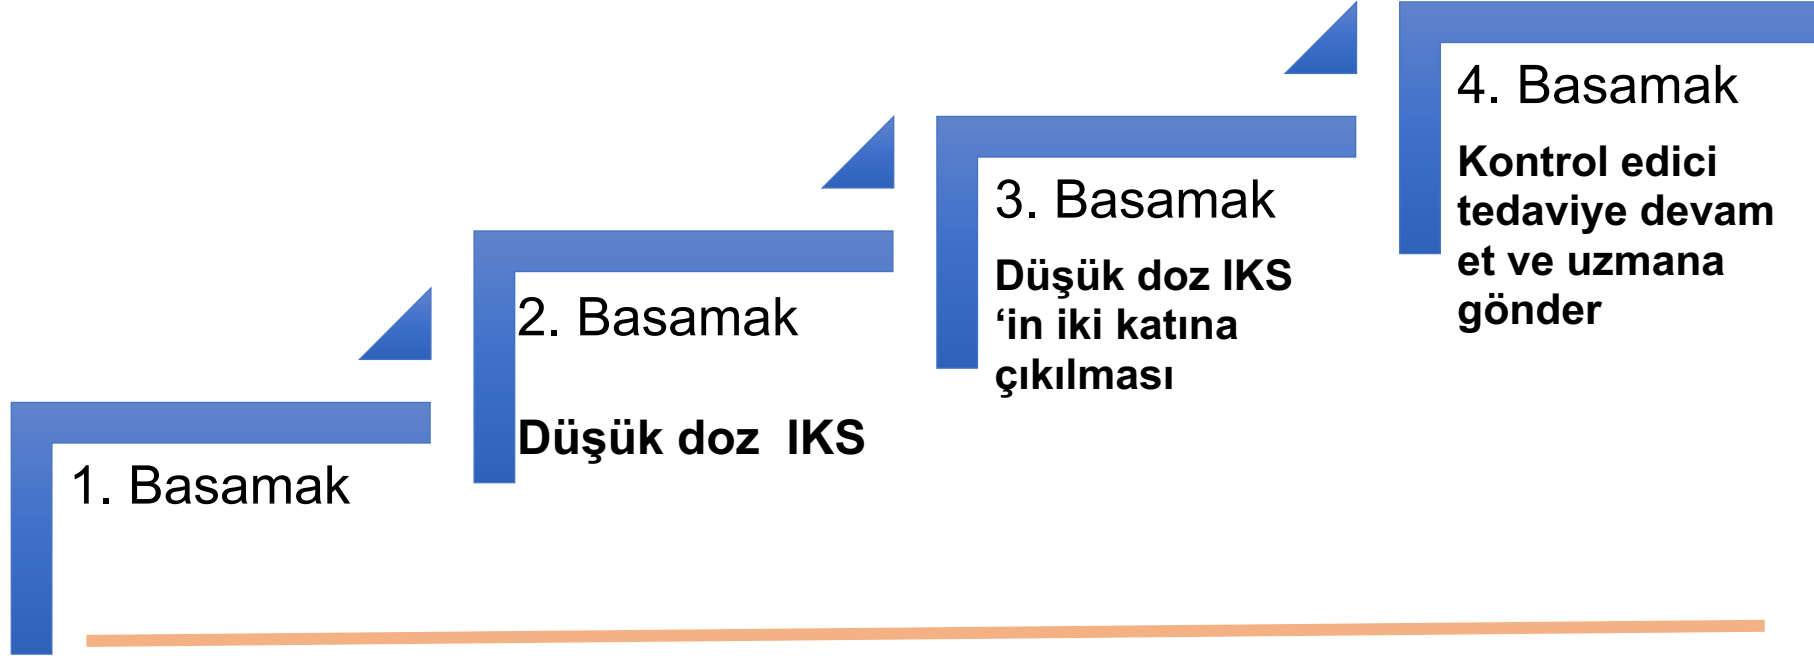 1. Basamak
2. Basamak
Düşük doz  IKS
3. Basamak
Düşük doz IKS
‘in iki katına
çıkılması
4. Basamak
Kontrol edici
tedaviye devam
et ve uzmana
gönder